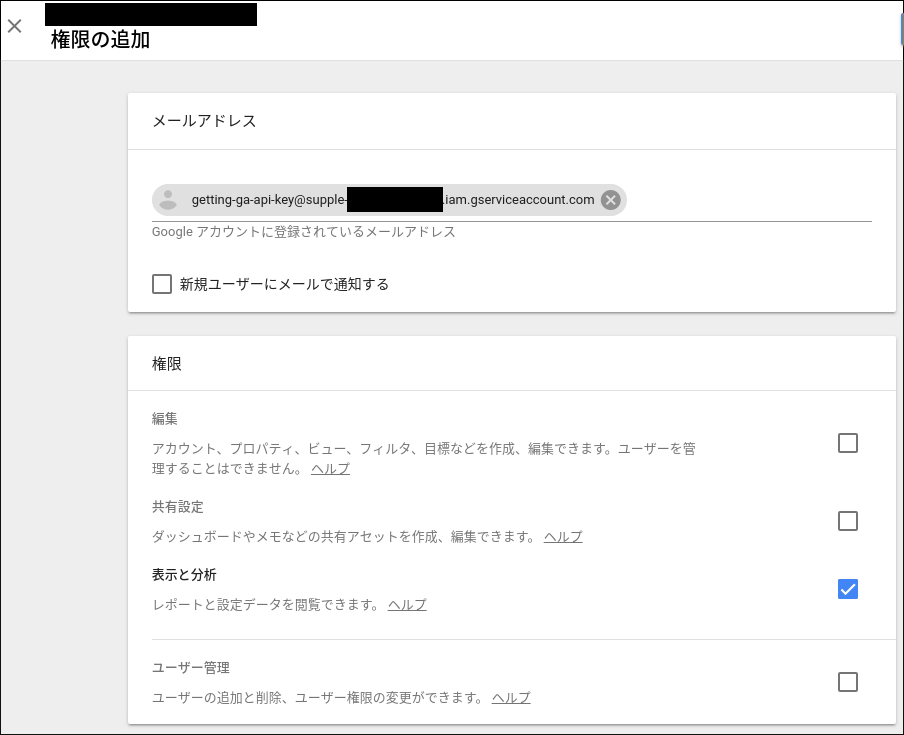 権限の追加
メールアドレス
getting-ga-api-key@supple-
.iam.gserviceaccount.com
Google アカウントに登録されているメールアドレス
新規ユーザーにメールで通知する
権限
編集
アカウント、プロパティ、ビュー、フィルタ、目標などを作成、編集できます。ユーザーを管
理することはできません。 ヘルプ
共有設定
ダッシュボードやメモなどの共有アセットを作成、編集できます。 ヘルプ
表示と分析
レポートと設定データを閲覧できます。 ヘルプ
ユーザー管理
ユーザーの追加と削除、ユーザー権限の変更ができます。 ヘルプ